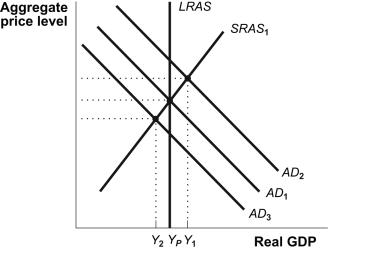 Aggregate
price level
LRAS
SRAS1
AD2
AD1
AD3
Y2 YP Y1
Real GDP